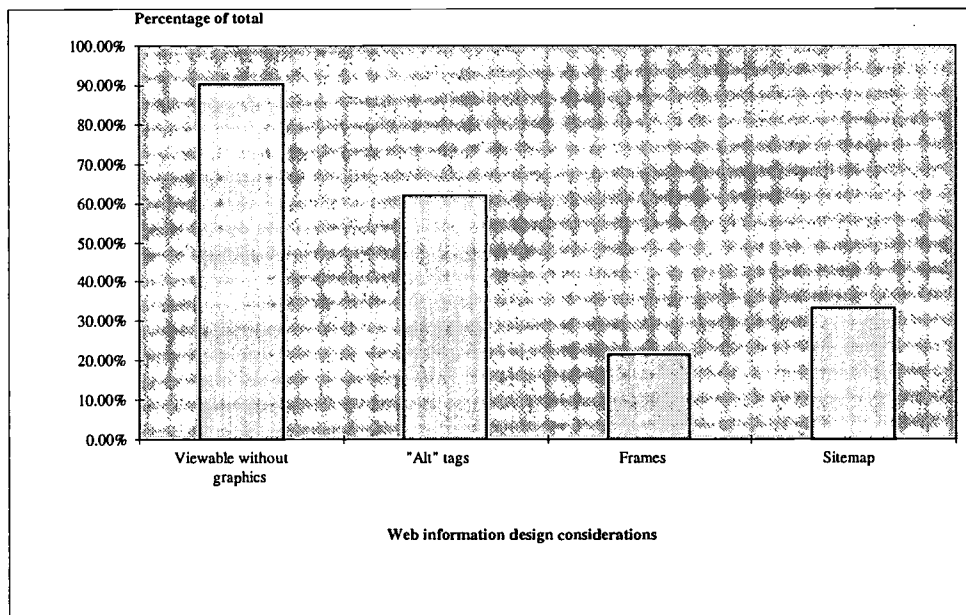 Percentage of total
100.00%
90.00%
80.00%
70.00%
60.00%
50.00%
40.00%
30.00%
20.00%
10.00%
0.00%
Viewable without
graphics
"Alt" tags
Frames
Sitemap
Web information design considerations